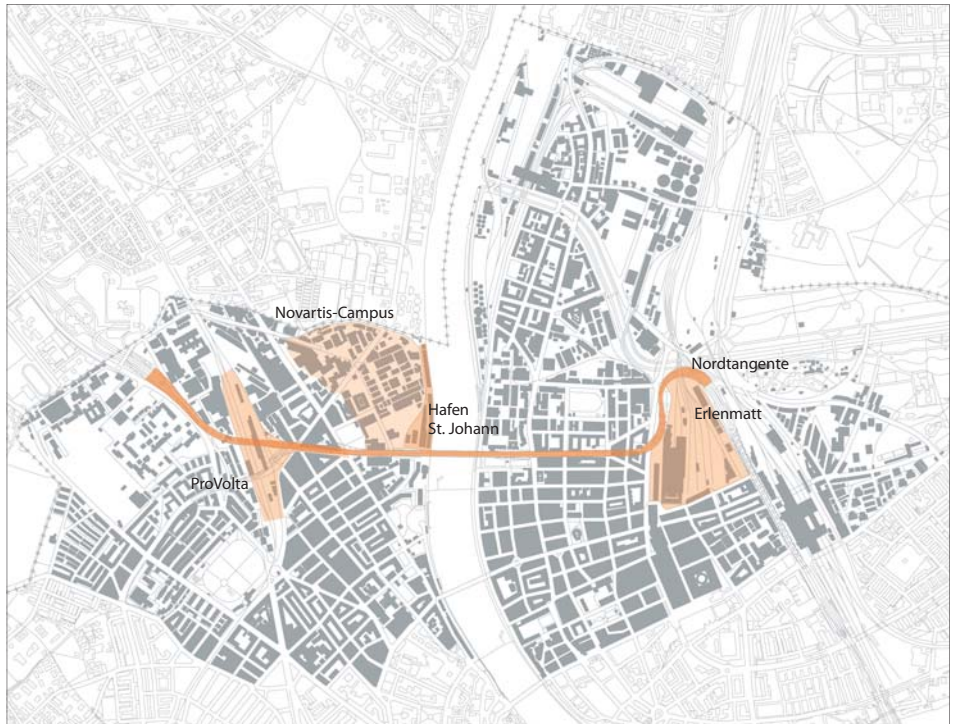 Novartis-Campus
Nordtangente
Erlenmatt
Hafen
St. Johann
ProVolta